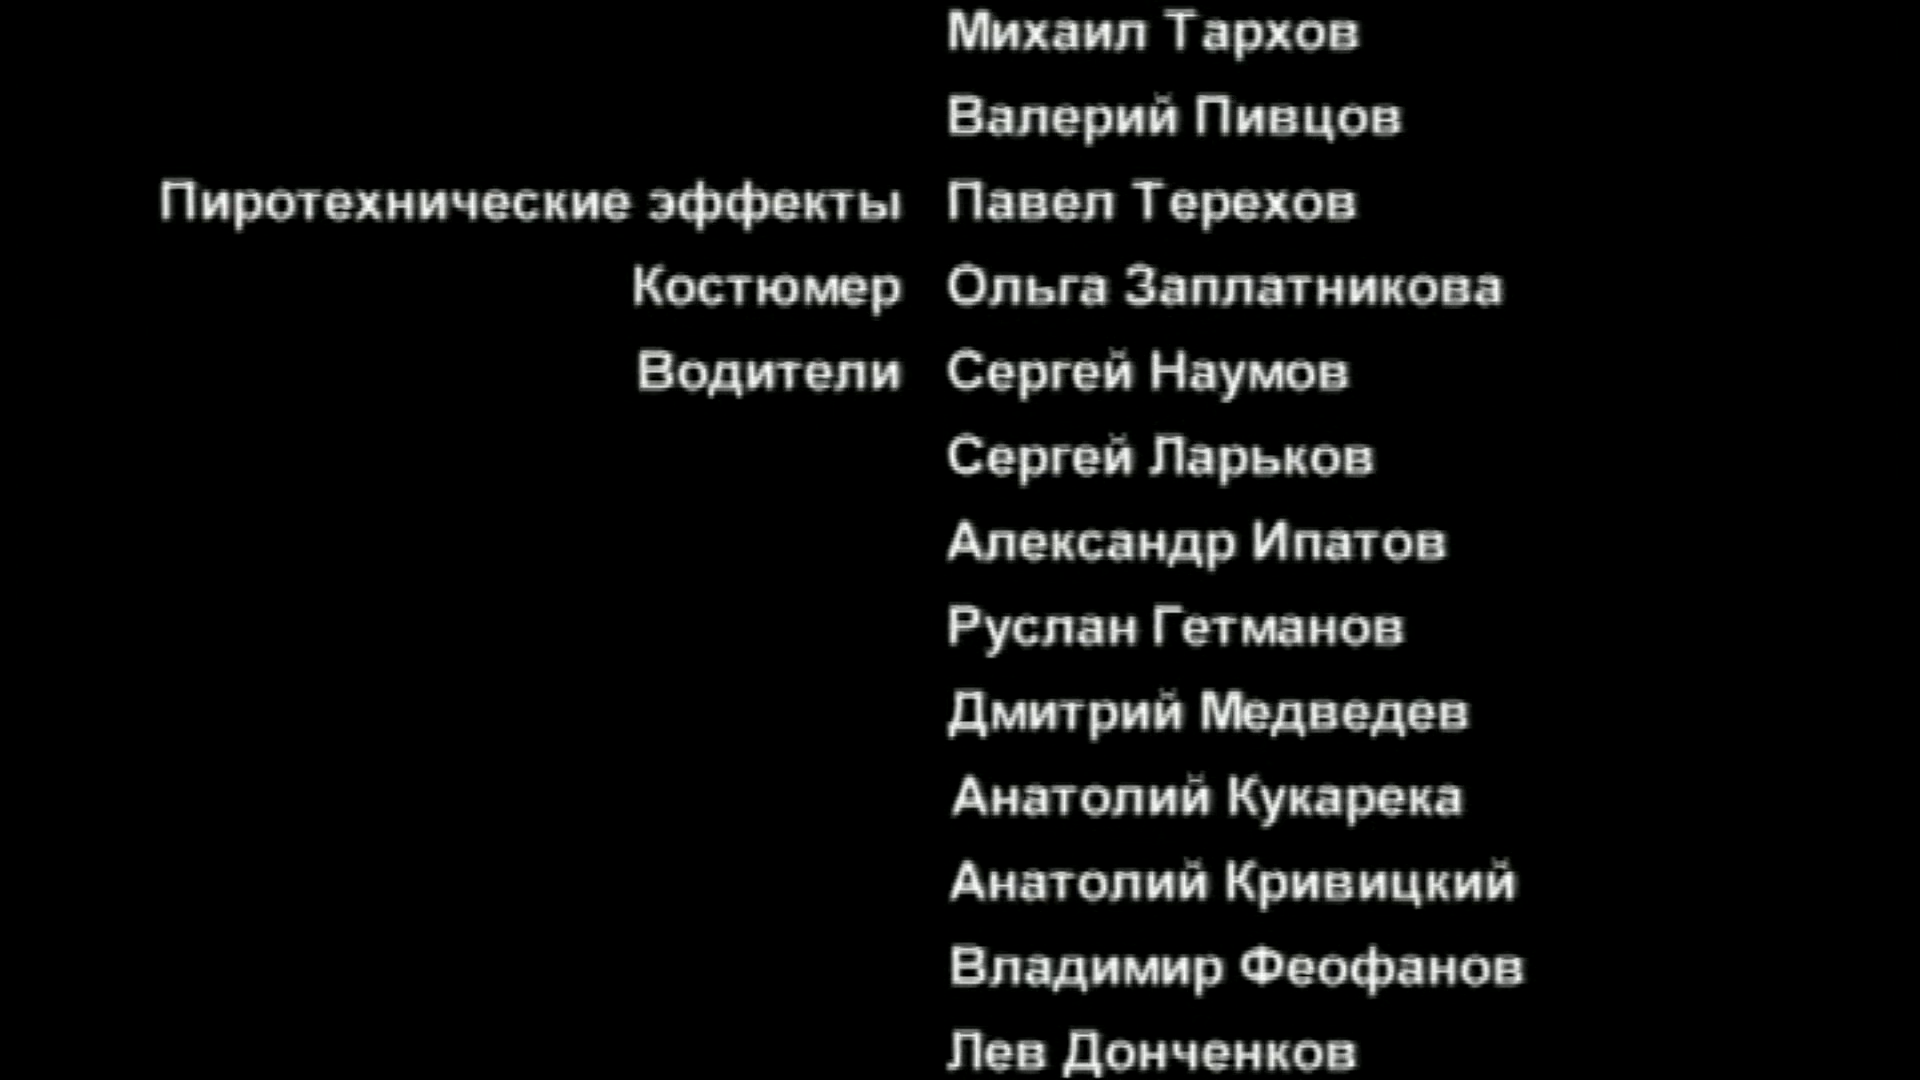 Михаил Тархов
Валерий Пивцов
Пиротехнические эффекты Павел Терехов
Костюмер Ольга Заплатникова
Водители Сергей Наумов
Сергей Ларьков
Александр Ипатов
Руслан Гетманов
Дмитрий Медведев
Анатолий Кукарека
Анатолий Кривицкий
Владимир Феофанов
Лев Донченков